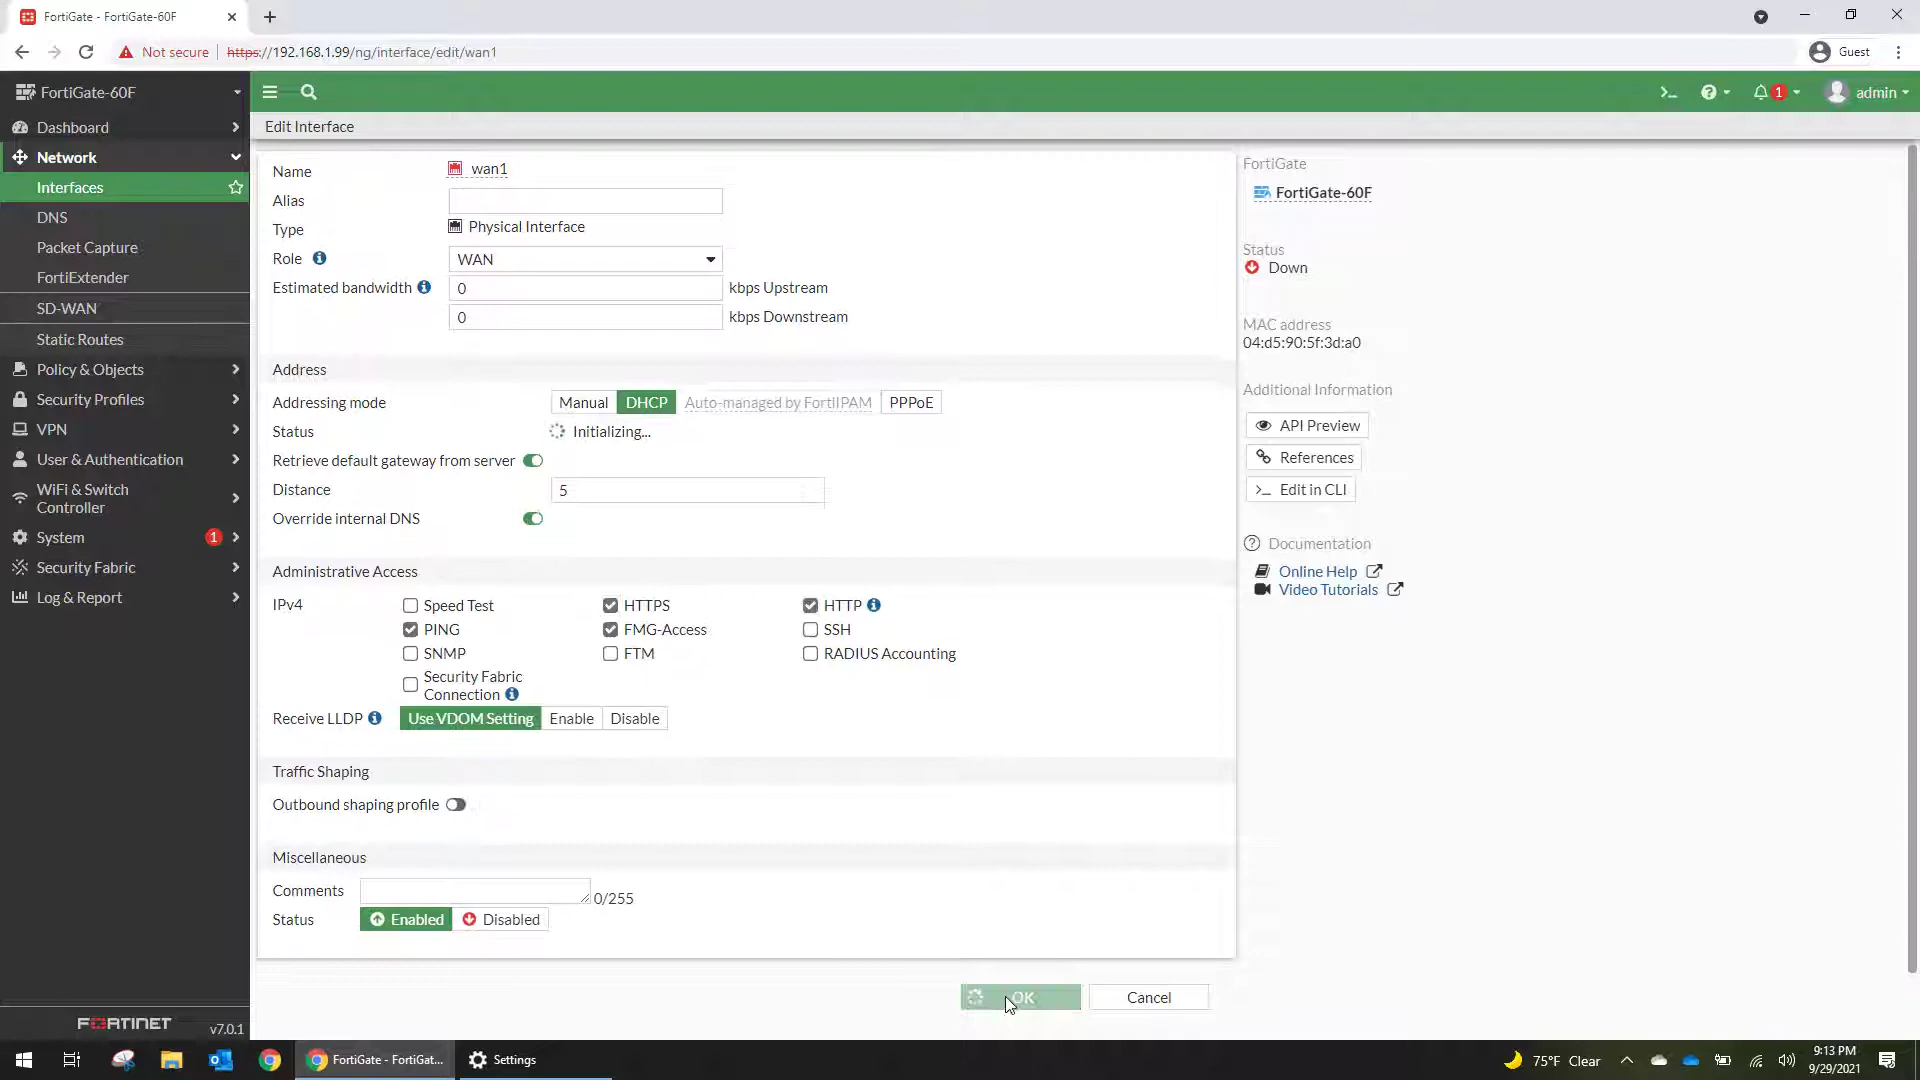 FortiGate - FortiGate-60F
Not secure
https://192.168.1.99/ng/interface/edit/wan1
Guest
FortiGate-60F
1
admin
Dashboard
Network
Interfaces
DNS
Packet Capture
FortiExtender
SD-WAN
Static Routes
Policy & Objects
Security Profiles
VPN
User & Authentication
WiFi & Switch
Controller
System
1
Security Fabric
Log & Report
FORTINET
v7.0.1
Edit Interface
Name
wan1
Alias
Type
Physical Interface
Role
WAN
Estimated bandwidth
0
kbps Upstream
0
kbps Downstream
Address
Addressing mode
Manual
DHCP
Auto-managed by FortiIPAM
PPPoE
Status
Initializing...
Retrieve default gateway from server
Distance
5
Override internal DNS
Administrative Access
IPv4
Speed Test
HTTPS
HTTP
PING
FMG-Access
SSH
SNMP
FTM
RADIUS Accounting
Security Fabric
Connection
Receive LLDP
Use VDOM Setting
Enable
Disable
Traffic Shaping
Outbound shaping profile
Miscellaneous
Comments
0/255
Status
Enabled
Disabled
OK
Cancel
FortiGate
FortiGate-60F
Status
Down
MAC address
04:d5:90:5f:3d:a0
Additional Information
API Preview
References
>_ Edit in CLI
Documentation
Online Help
Video Tutorials
FortiGate - FortiGat...
Settings
75°F Clear
9:13 PM
9/29/2021